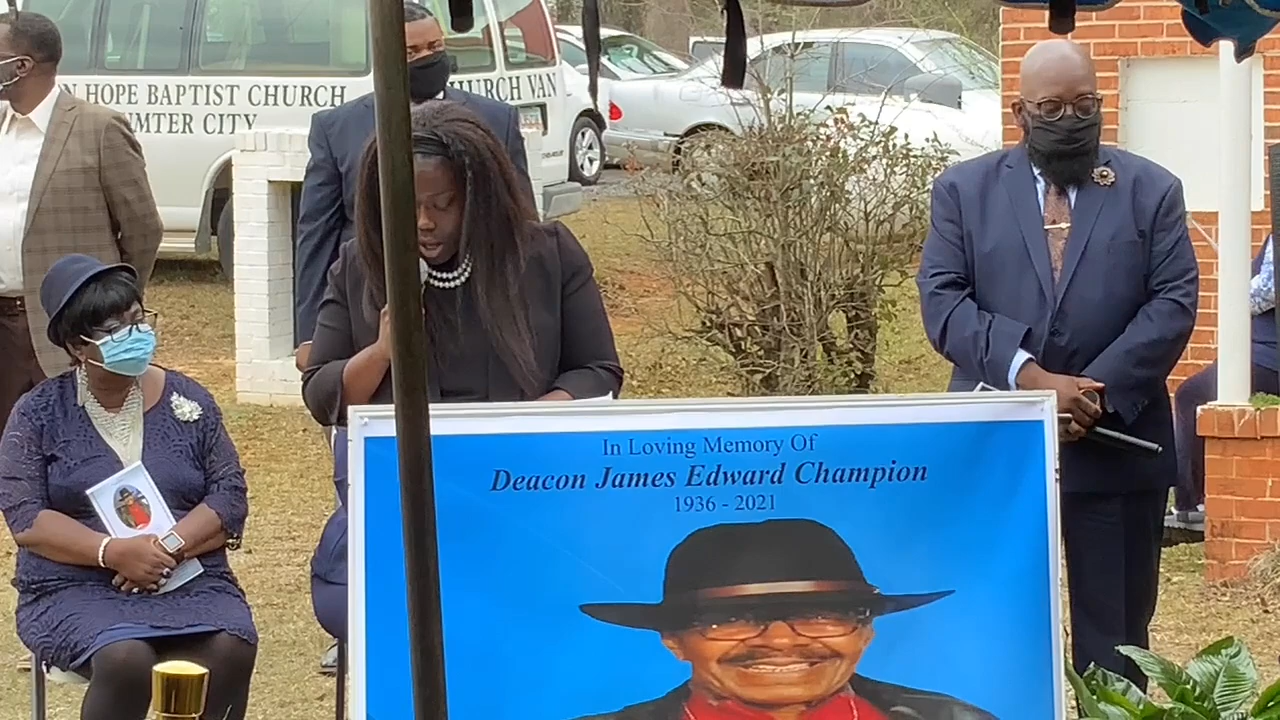 N HOPE BAPTIST CHURCH
CHURCH VAN
MTER CITY
In Loving Memory Of
Deacon James Edward Champion
1936 - 2021